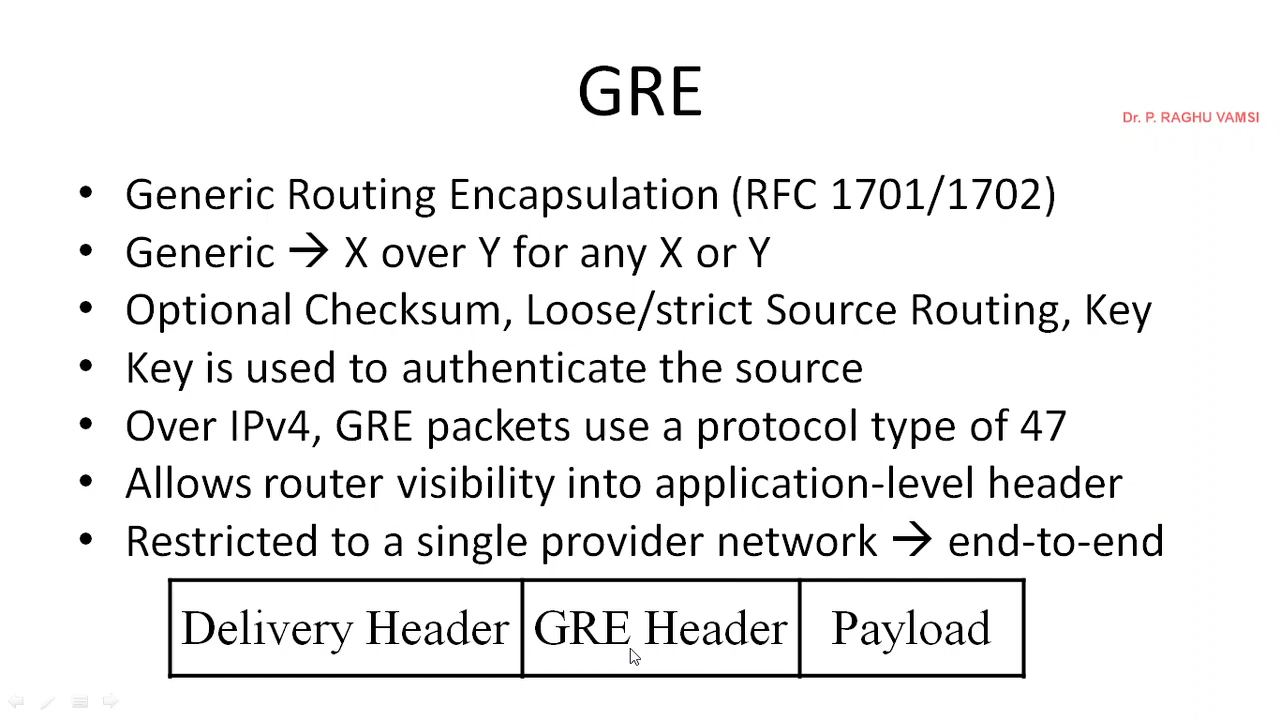 GRE
Dr. P. RAGHU VAMSI
• Generic Routing Encapsulation (RFC 1701/1702)
• Generic → X over Y for any X or Y
• Optional Checksum, Loose/strict Source Routing, Key
• Key is used to authenticate the source
• Over IPv4, GRE packets use a protocol type of 47
• Allows router visibility into application-level header
• Restricted to a single provider network → end-to-end
Delivery Header GRE Header Payload